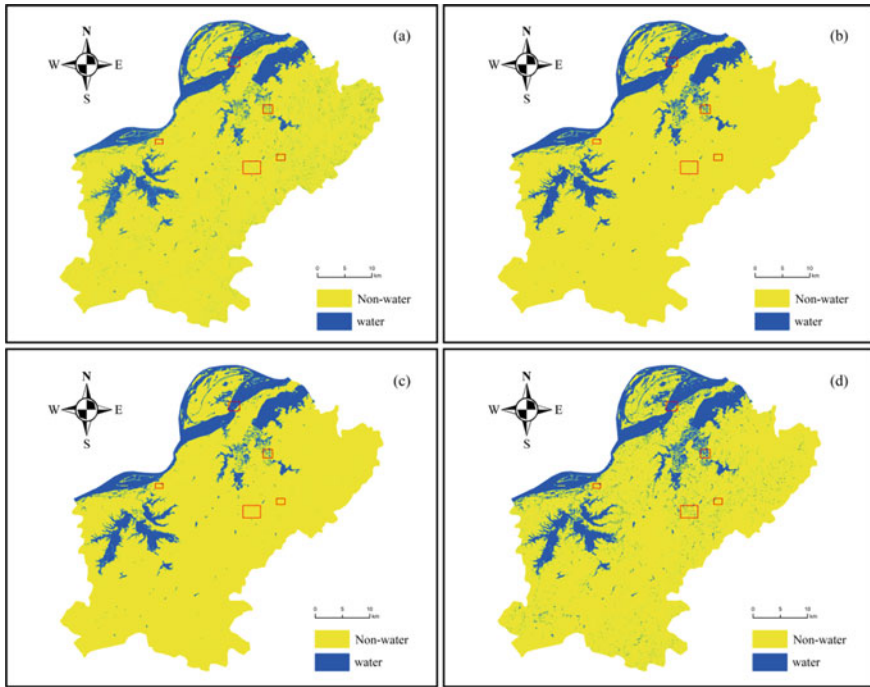 N
(a)
W E
S
0 5 10
km
Non-water
water
N
(b)
W E
S
0 5 10
km
Non-water
water
N
(c)
W E
S
0 5 10
km
Non-water
water
N
(d)
W E
S
0 5 10
km
Non-water
water